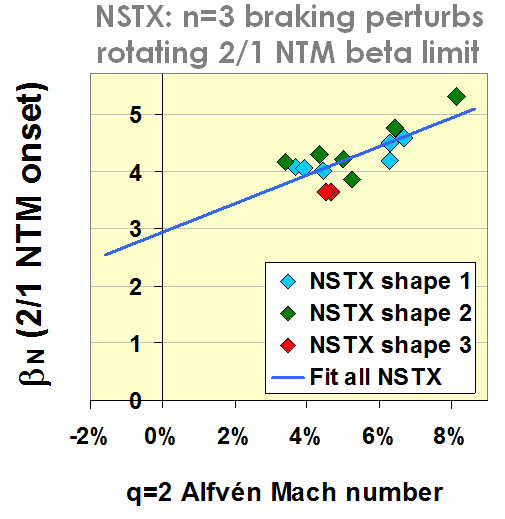 NSTX: n=3 braking perturbs
rotating 2/1 NTM beta limit
βN (2/1 NTM onset)
5
4
3
2
1
0
NSTX shape 1
NSTX shape 2
NSTX shape 3
Fit all NSTX
-2% 0% 2% 4% 6% 8%
q=2 Alfvén Mach number